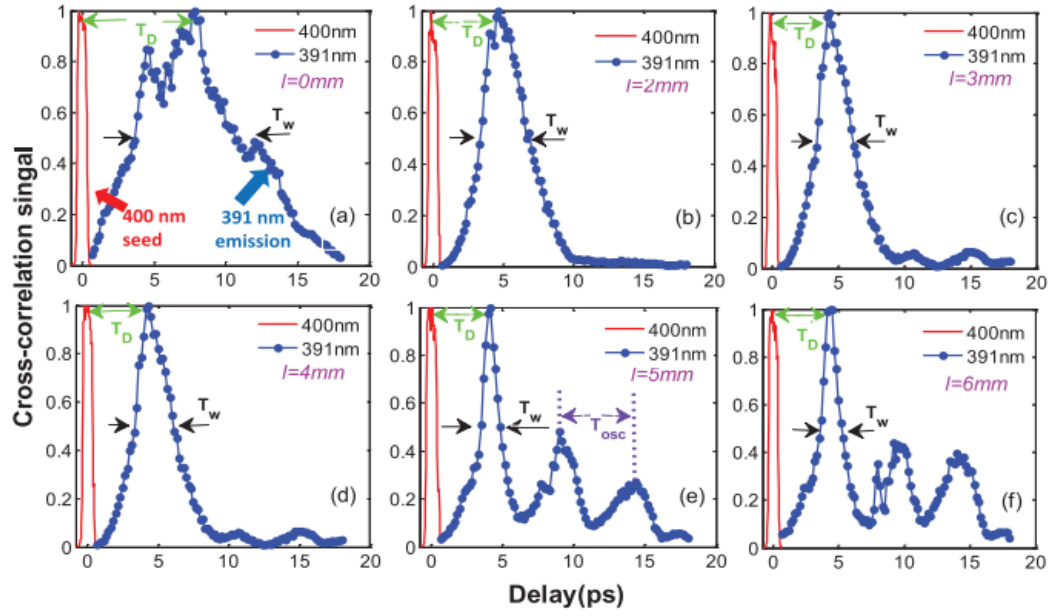 Cross-correlation singal
1
0.8
0.6
0.4
0.2
0
0 5 10 15 20
T_D
400nm
391nm
l=0mm
T_w
400 nm
seed
391 nm
emission
(a)
1
0.8
0.6
0.4
0.2
0
0 5 10 15 20
T_D
400nm
391nm
l=2mm
T_w
(b)
1
0.8
0.6
0.4
0.2
0
0 5 10 15 20
T_D
400nm
391nm
l=3mm
T_w
(c)
1
0.8
0.6
0.4
0.2
0
0 5 10 15 20
T_D
400nm
391nm
l=4mm
T_w
(d)
1
0.8
0.6
0.4
0.2
0
0 5 10 15 20
T_D
400nm
391nm
l=5mm
T_w
T_osc
(e)
1
0.8
0.6
0.4
0.2
0
0 5 10 15 20
T_D
400nm
391nm
l=6mm
T_w
(f)
Delay(ps)